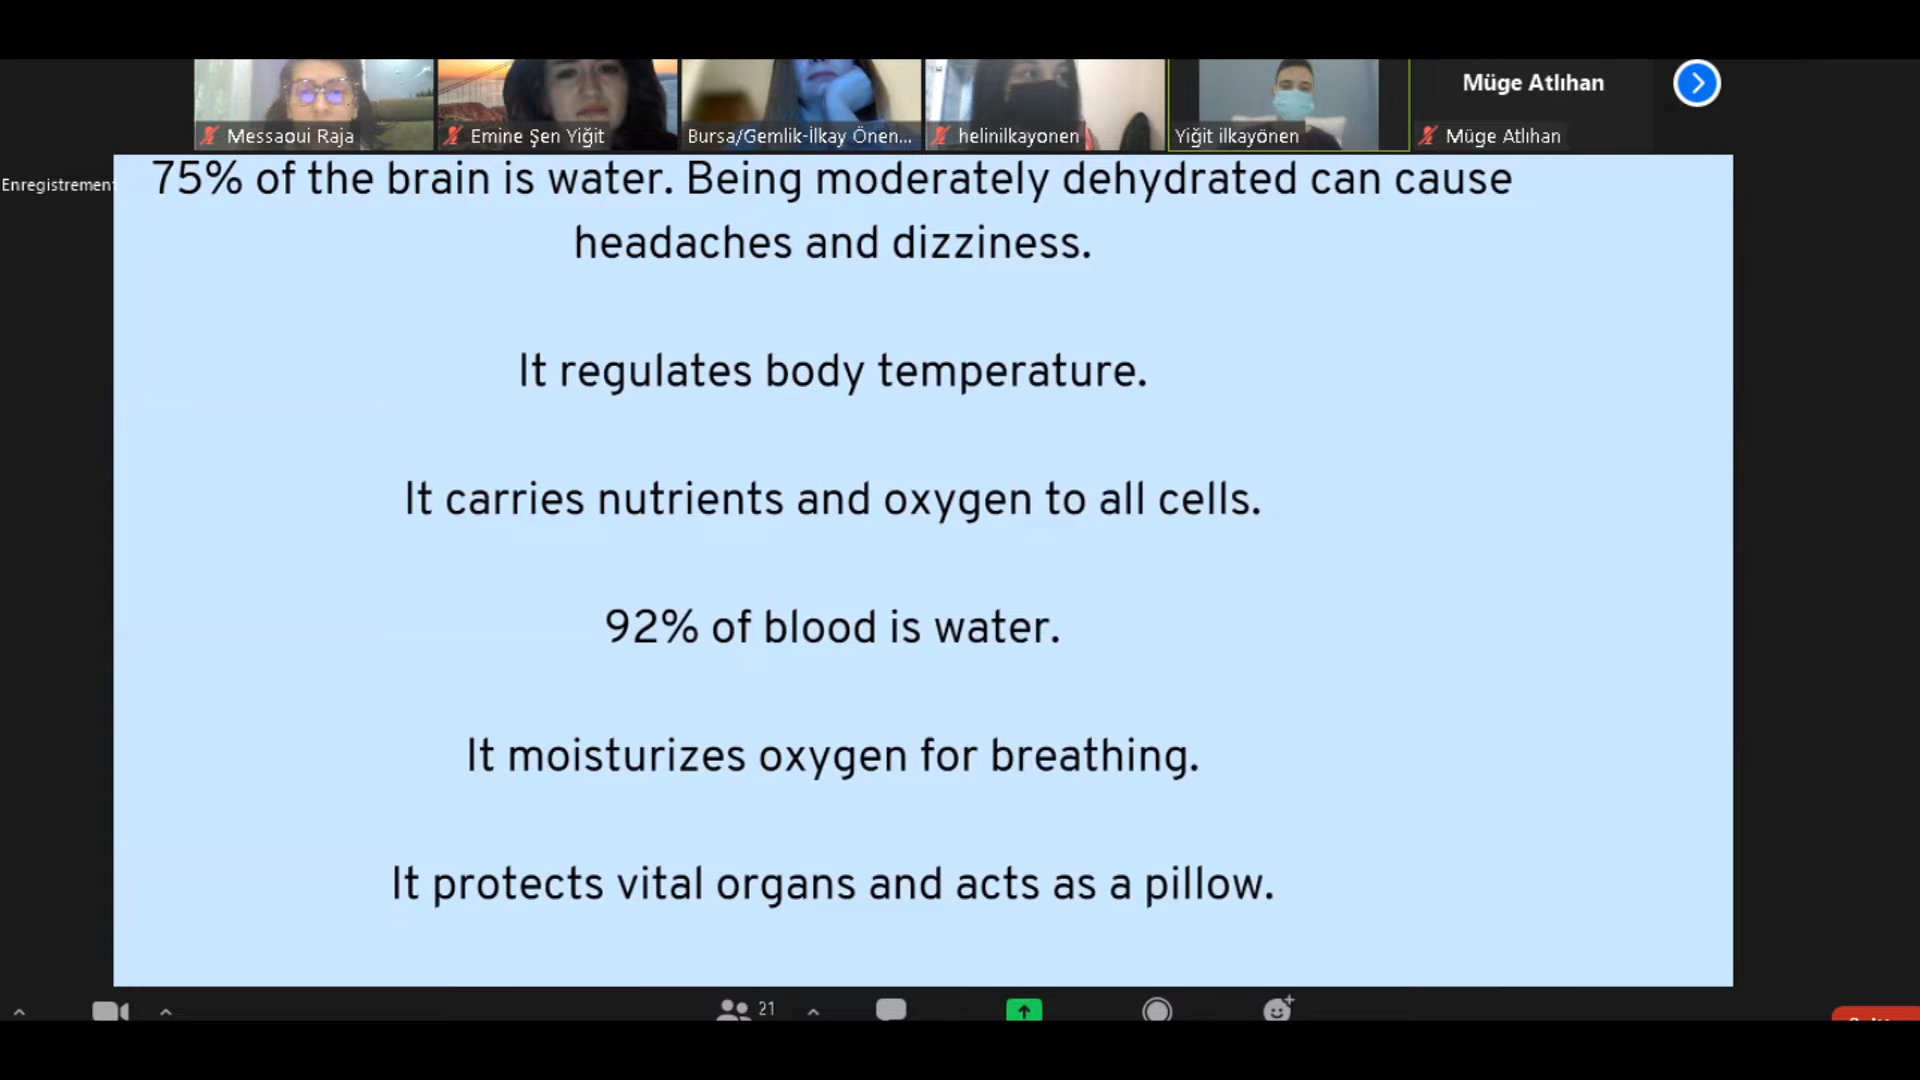 Müge Atlıhan
Messaoui Raja
Emine Şen Yiğit
Bursa/Gemlik-İlkay Önen...
helinilkayonen
Yiğit ilkayönen
Müge Atlıhan
Enregistrement
75% of the brain is water. Being moderately dehydrated can cause
headaches and dizziness.
It regulates body temperature.
It carries nutrients and oxygen to all cells.
92% of blood is water.
It moisturizes oxygen for breathing.
It protects vital organs and acts as a pillow.
21